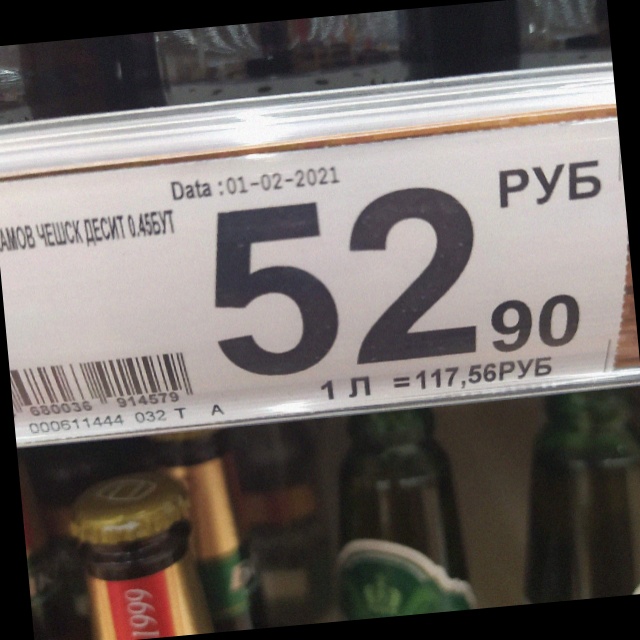 Data :01-02-2021
РУБ
АМОВ ЧЕШСК ДЕСИТ 0.45БУТ
52 90
1 Л =117,56РУБ
680036 914579
000611444 032 Т А
1999